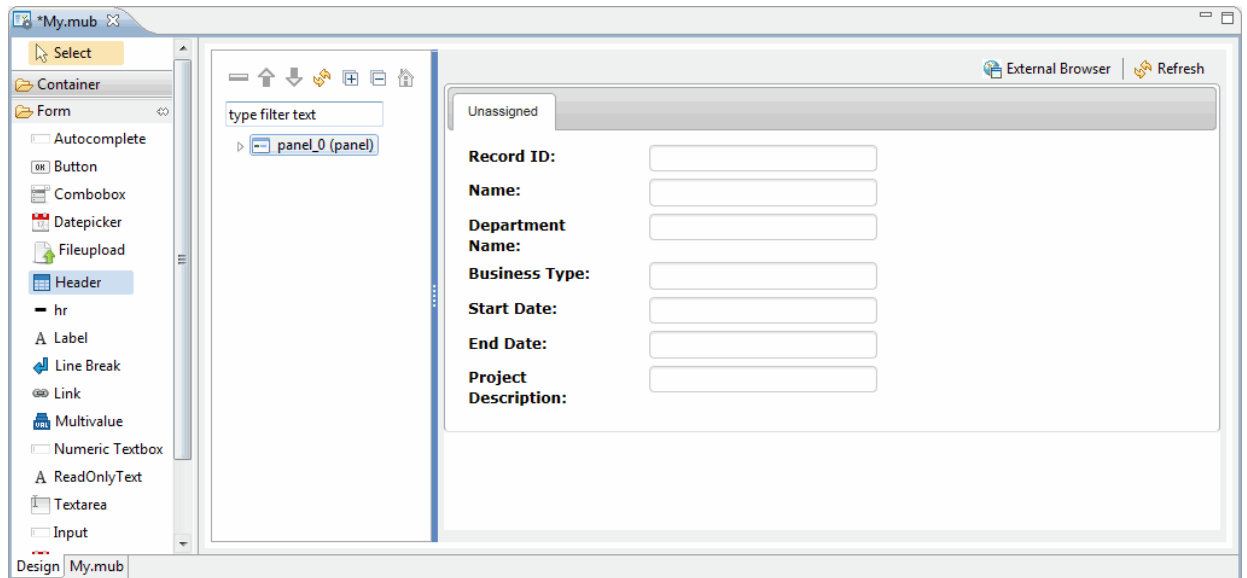 *My.mub
Select
Container
Form
Autocomplete
OK Button
Combobox
12 Datepicker
Fileupload
Header
hr
A Label
Line Break
Link
VAL Multivalue
Numeric Textbox
A ReadOnlyText
Textarea
Input
Design My.mub
type filter text
panel_0 (panel)
External Browser Refresh
Unassigned
Record ID:
Name:
Department
Name:
Business Type:
Start Date:
End Date:
Project
Description: